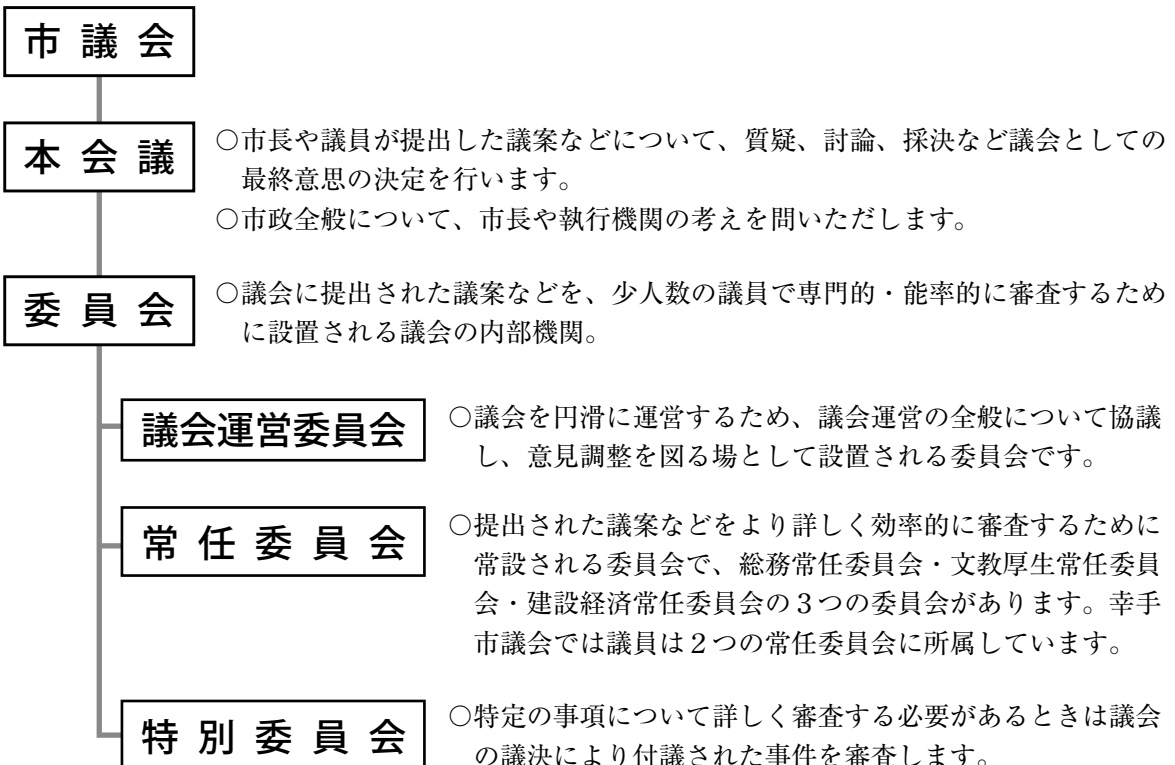 市議会
本会議
○市長や議員が提出した議案などについて、質疑、討論、採決など議会としての
最終意思の決定を行います。
○市政全般について、市長や執行機関の考えを問いただします。
委員会
○議会に提出された議案などを、少人数の議員で専門的・能率的に審査するため
に設置される議会の内部機関。
議会運営委員会
○議会を円滑に運営するため、議会運営の全般について協議
し、意見調整を図る場として設置される委員会です。
常任委員会
○提出された議案などをより詳しく効率的に審査するために
常設される委員会で、総務常任委員会・文教厚生常任委員
会・建設経済常任委員会の３つの委員会があります。幸手
市議会では議員は２つの常任委員会に所属しています。
特別委員会
○特定の事項について詳しく審査する必要があるときは議会
の議決により付議された事件を審査します。